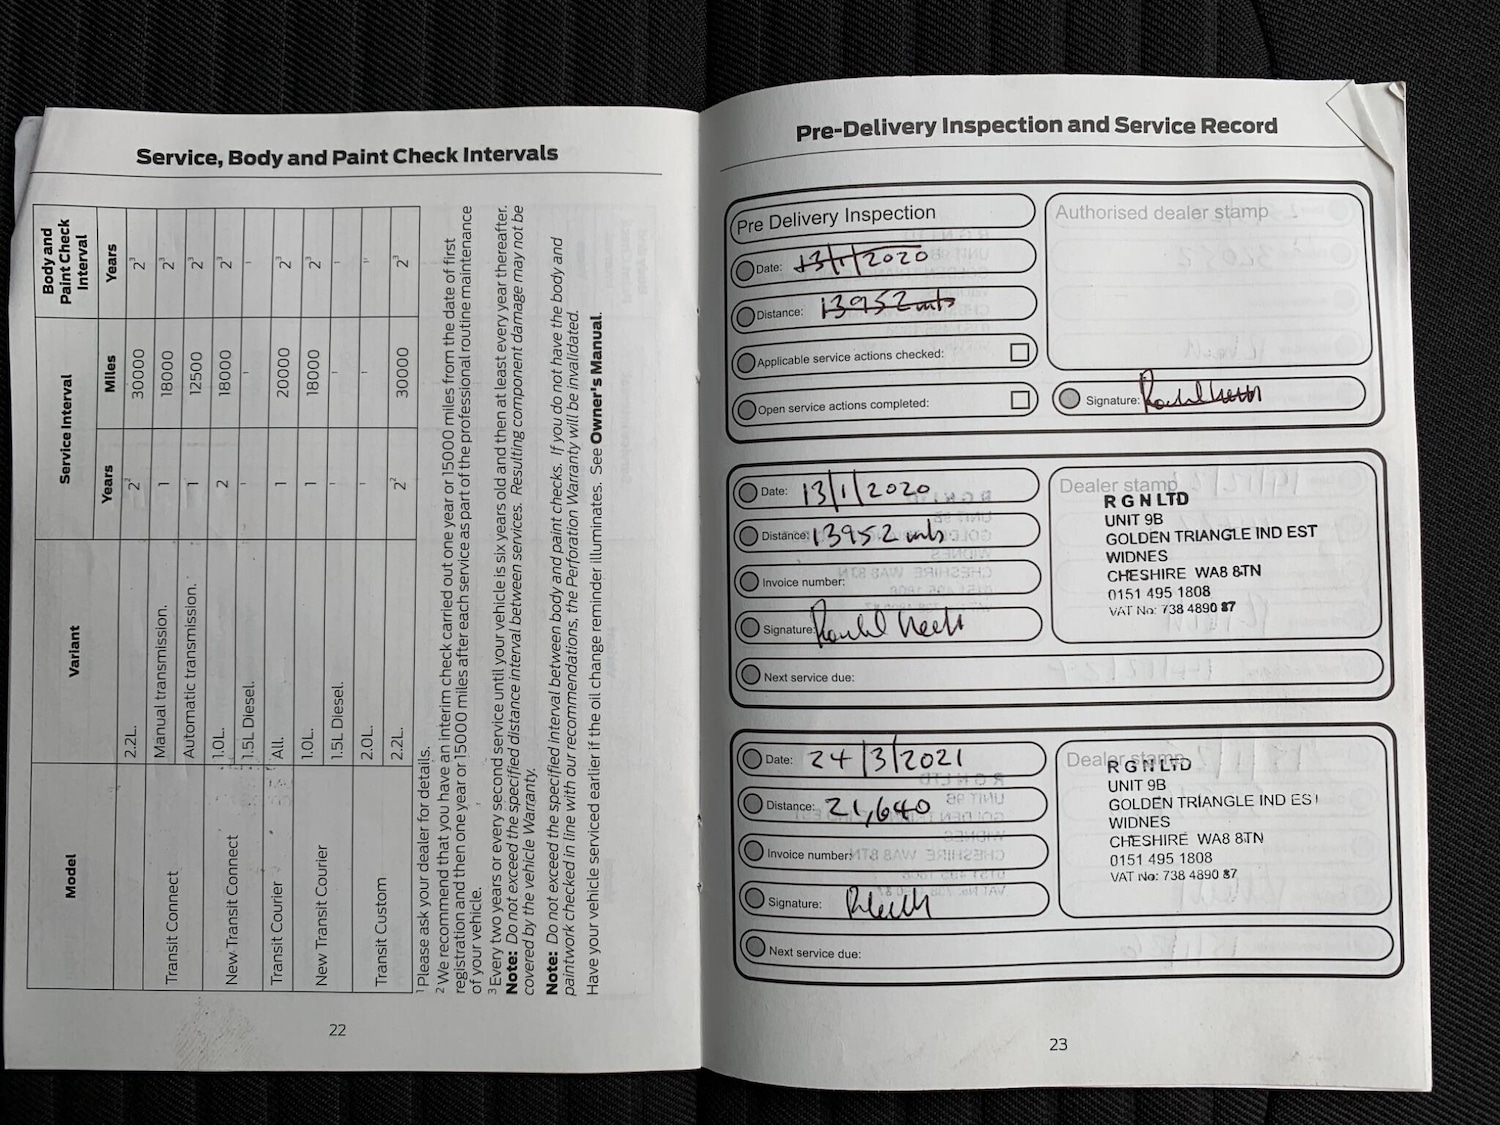 Service, Body and Paint Check Intervals
Model Variant Service Interval Body and Paint Check Interval
Years Miles Years
2.2L. 2² 30000 2³
Transit Connect Manual transmission. 1 18000 2³
Automatic transmission. 1 12500 2³
New Transit Connect 1.0L. 2 18000 2³
1.5L Diesel. - - -
Transit Courier All. 1 20000 2³
New Transit Courier 1.0L. 1 18000 2³
1.5L Diesel. - - -
Transit Custom 2.0L. - - -
2.2L. 2² 30000 2³
¹ Please ask your dealer for details.
² We recommend that you have an interim check carried out one year or 15000 miles from the date of first
registration and then one year or 15000 miles after each service as part of the professional routine maintenance
of your vehicle.
³ Every two years or every second service until your vehicle is six years old and then at least every year thereafter.
Note: Do not exceed the specified distance interval between services. Resulting component damage may not be
covered by the vehicle Warranty.
Note: Do not exceed the specified interval between body and paint checks. If you do not have the body and
paintwork checked in line with our recommendations, the Perforation Warranty will be invalidated.
Have your vehicle serviced earlier if the oil change reminder illuminates. See Owner's Manual.
22
Pre-Delivery Inspection and Service Record
Pre Delivery Inspection
Date: 13/1/2020
Distance: 13952 mls
Applicable service actions checked:
Open service actions completed:
Authorised dealer stamp
Signature:
Date: 13/1/2020
Distance: 13952 mls
Invoice number:
Signature:
Next service due:
Dealer stamp
R G N LTD
UNIT 9B
GOLDEN TRIANGLE IND EST
WIDNES
CHESHIRE WA8 8TN
0151 495 1808
VAT No: 738 4890 87
Date: 24/3/2021
Distance: 21,640
Invoice number:
Signature:
Next service due:
Dealer stamp
R G N LTD
UNIT 9B
GOLDEN TRIANGLE IND EST
WIDNES
CHESHIRE WA8 8TN
0151 495 1808
VAT No: 738 4890 87
23